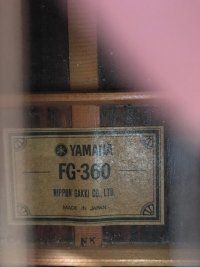 YAMAHA
FG-360
NIPPON GAKKI CO., LTD.
MADE IN JAPAN